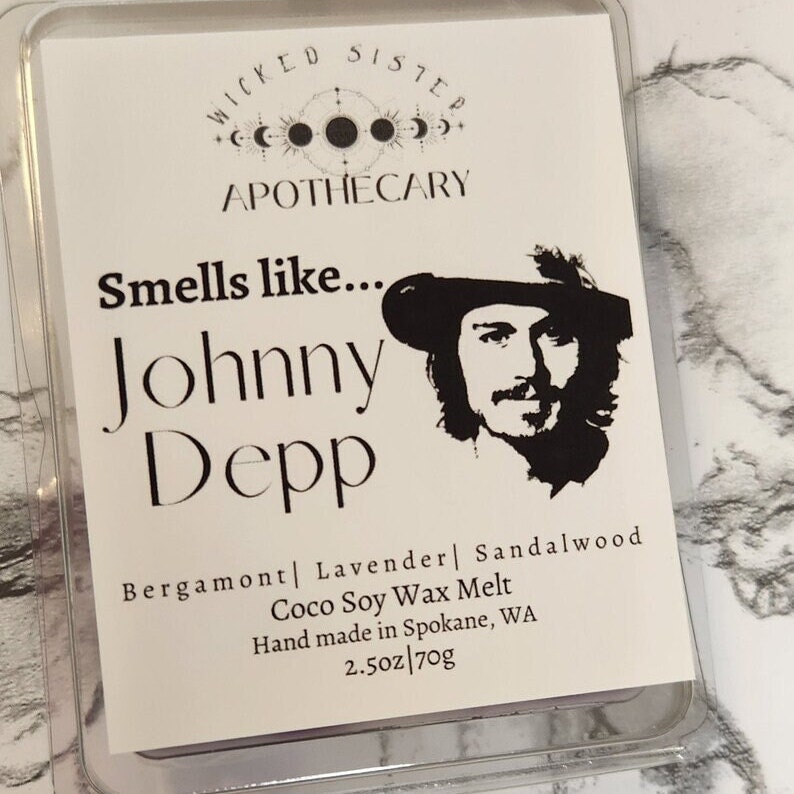 WICKED SISTER
APOTHECARY
Smells like...
Johnny
Depp
Bergamont| Lavender| Sandalwood
Coco Soy Wax Melt
Hand made in Spokane, WA
2.5oz|70g